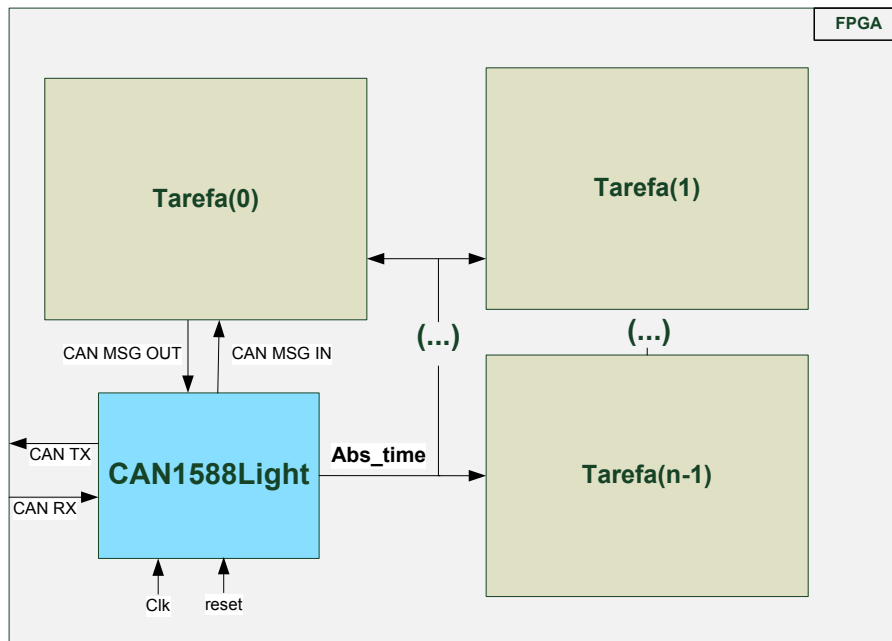 FPGA
Tarefa(0)
Tarefa(1)
(...)
(...)
CAN MSG OUT
CAN MSG IN
CAN TX
CAN1588Light
Abs_time
Tarefa(n-1)
CAN RX
Clk
reset